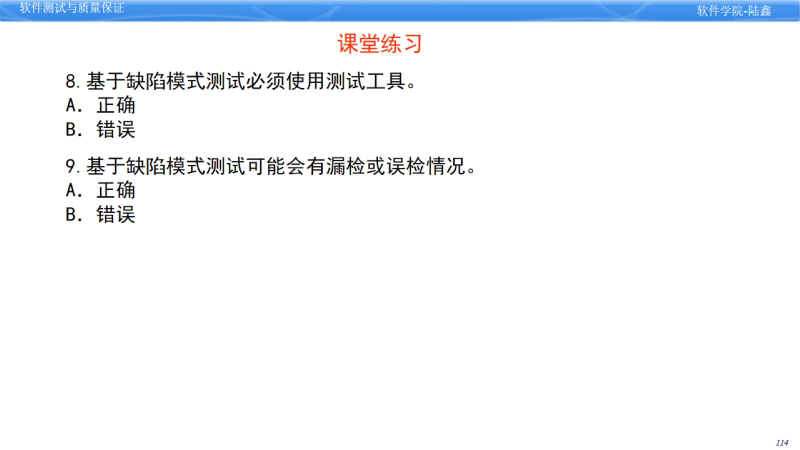 软件测试与质量保证
软件学院-陆鑫
课堂练习
8.基于缺陷模式测试必须使用测试工具。
A. 正确
B. 错误
9.基于缺陷模式测试可能会有漏检或误检情况。
A. 正确
B. 错误
114